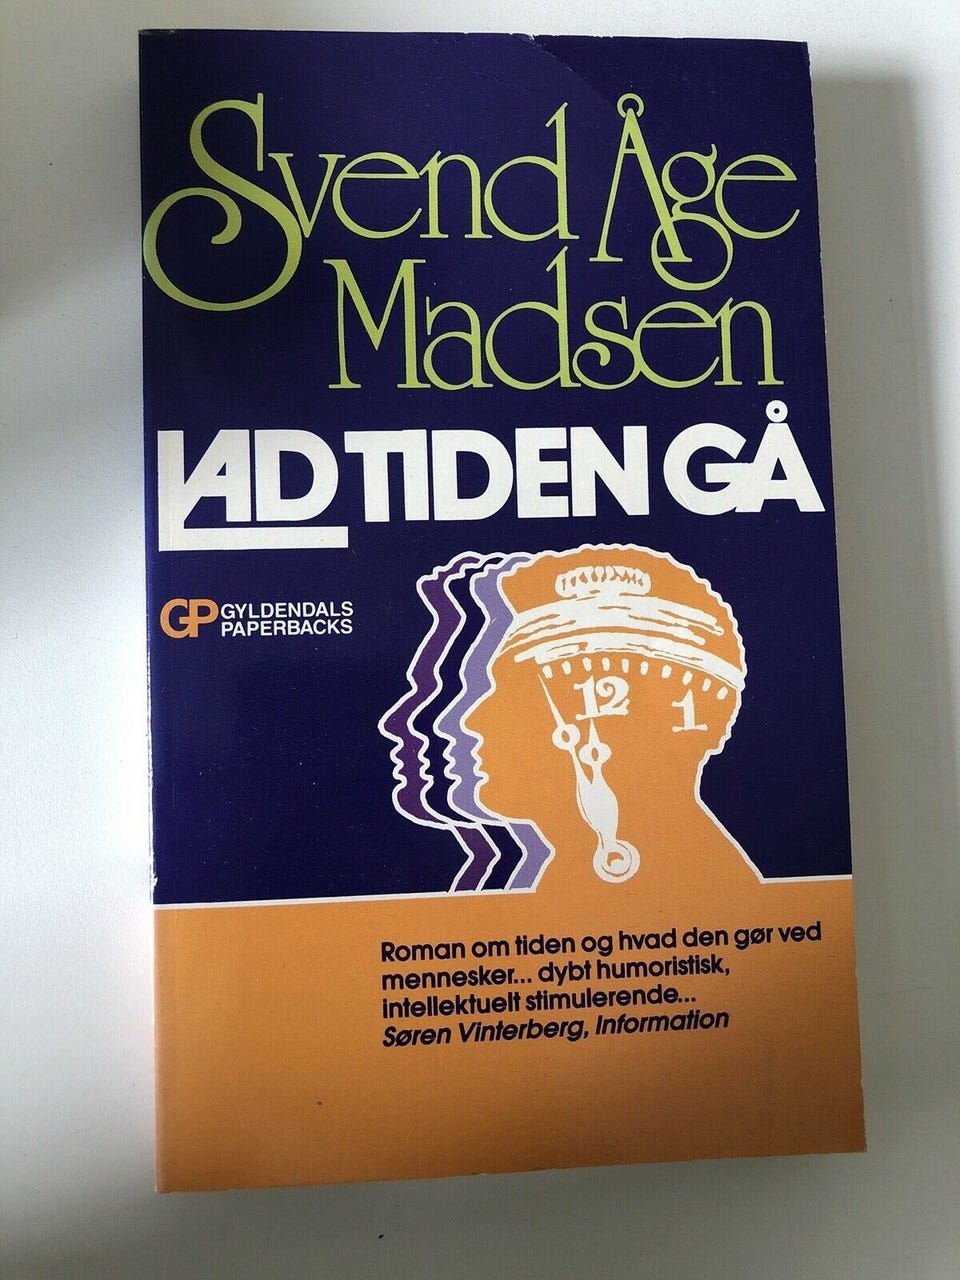 Svend Åge
Madsen
LAD TIDEN GÅ
GP GYLDENDALS
PAPERBACKS
12
1
Roman om tiden og hvad den gør ved
mennesker... dybt humoristisk,
intellektuelt stimulerende...
Søren Vinterberg, Information